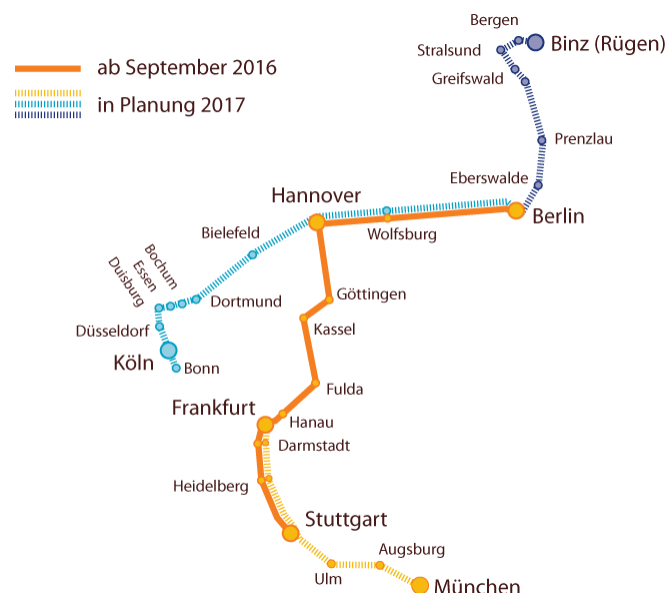 Bergen
Binz (Rügen)
Stralsund
Greifswald
ab September 2016
in Planung 2017
Prenzlau
Eberswalde
Hannover
Berlin
Wolfsburg
Bielefeld
Bochum
Essen
Duisburg
Dortmund
Göttingen
Kassel
Düsseldorf
Köln
Bonn
Fulda
Frankfurt
Hanau
Darmstadt
Heidelberg
Stuttgart
Augsburg
Ulm
München